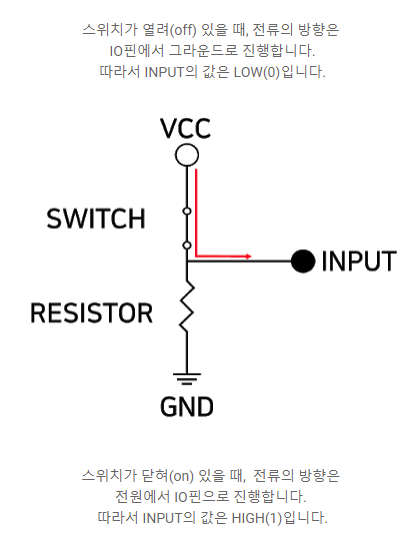 스위치가 열려(off) 있을 때, 전류의 방향은
IO핀에서 그라운드로 진행합니다.
따라서 INPUT의 값은 LOW(0)입니다.
VCC
SWITCH
INPUT
RESISTOR
GND
스위치가 닫혀(on) 있을 때, 전류의 방향은
전원에서 IO핀으로 진행합니다.
따라서 INPUT의 값은 HIGH(1)입니다.